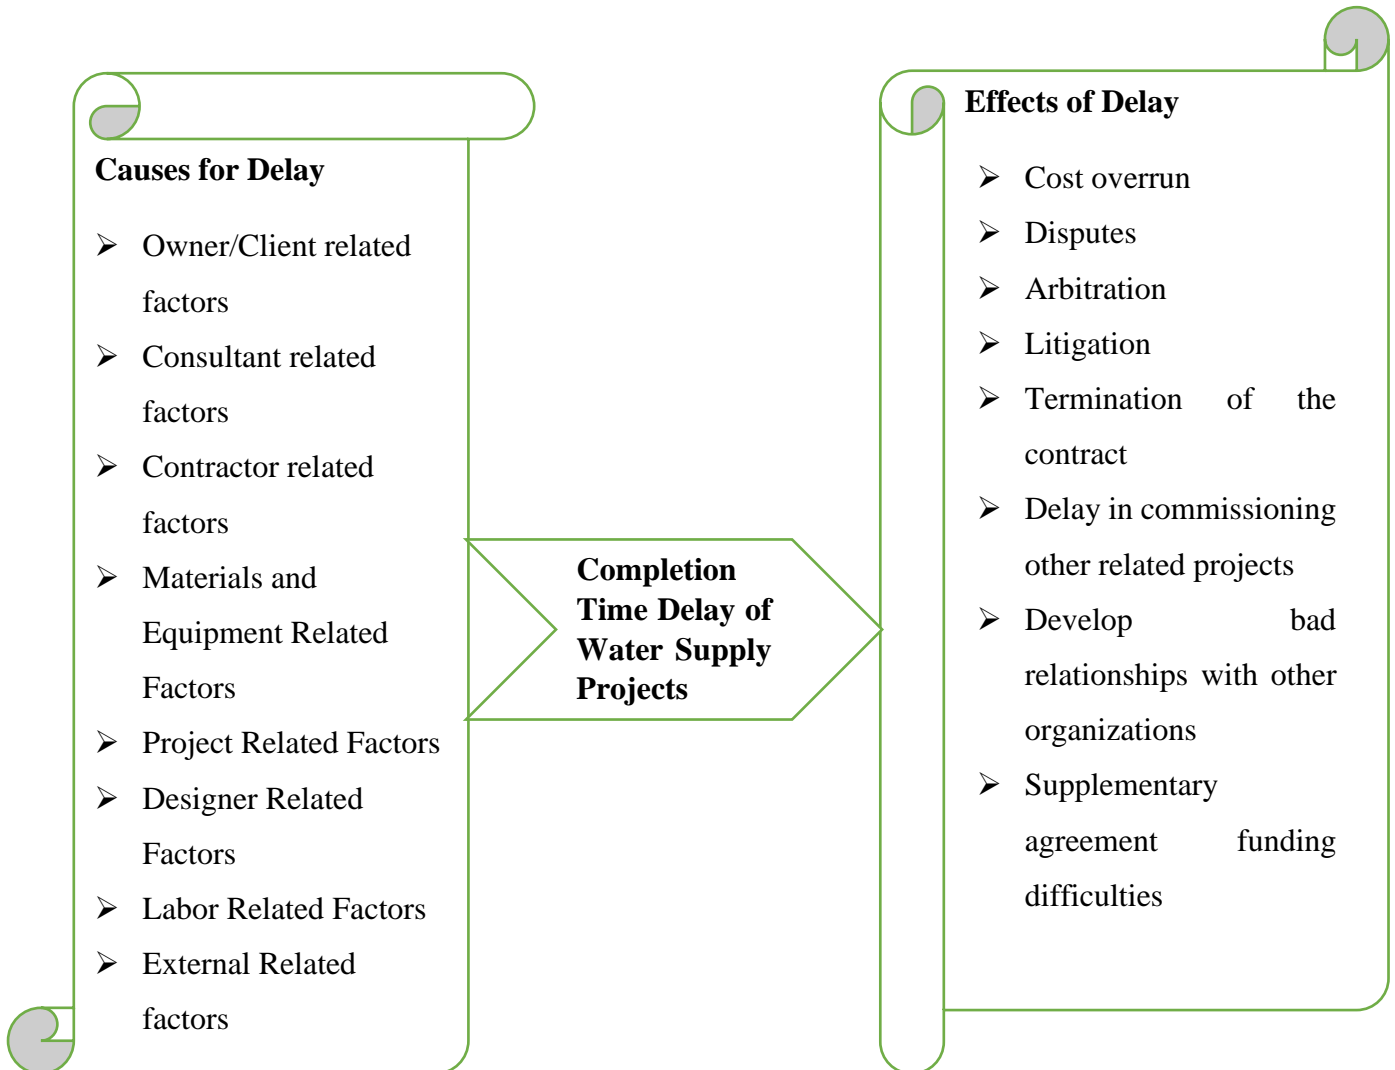 Causes for Delay
➢ Owner/Client related
factors
➢ Consultant related
factors
➢ Contractor related
factors
➢ Materials and
Equipment Related
Factors
➢ Project Related Factors
➢ Designer Related
Factors
➢ Labor Related Factors
➢ External Related
factors
Completion
Time Delay of
Water Supply
Projects
Effects of Delay
➢ Cost overrun
➢ Disputes
➢ Arbitration
➢ Litigation
➢ Termination of the
contract
➢ Delay in commissioning
other related projects
➢ Develop bad
relationships with other
organizations
➢ Supplementary
agreement funding
difficulties